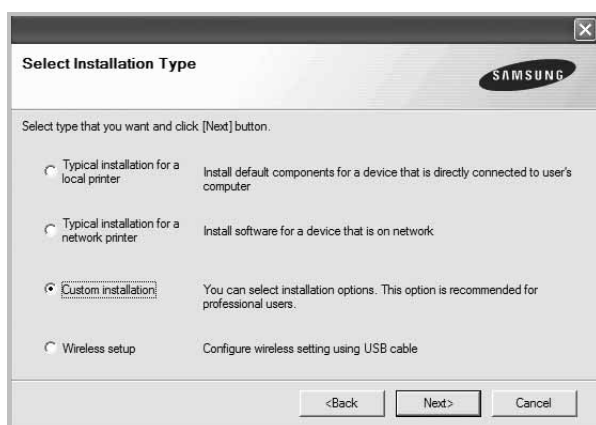 Select Installation Type
SAMSUNG
Select type that you want and click [Next] button.
Typical installation for a
local printer
Install default components for a device that is directly connected to user's
computer
Typical installation for a
network printer
Install software for a device that is on network
Custom installation
You can select installation options. This option is recommended for
professional users.
Wireless setup
Configure wireless setting using USB cable
<Back
Next>
Cancel